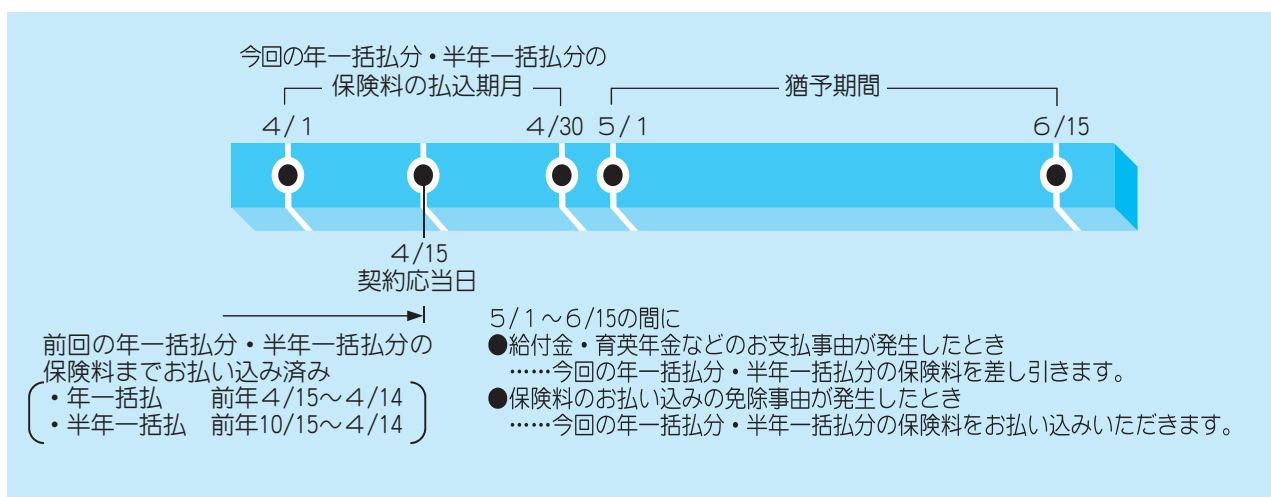 今回の年一括払分・半年一括払分の
保険料の払込期月
猶予期間
4/1
4/30
5/1
6/15
4/15
契約応当日
前回の年一括払分・半年一括払分の
保険料までお払い込み済み
・年一括払　前年4/15～4/14
・半年一括払　前年10/15～4/14
5/1～6/15の間に
●給付金・育英年金などのお支払事由が発生したとき
……今回の年一括払分・半年一括払分の保険料を差し引きます。
●保険料のお払い込みの免除事由が発生したとき
……今回の年一括払分・半年一括払分の保険料をお払い込みいただきます。